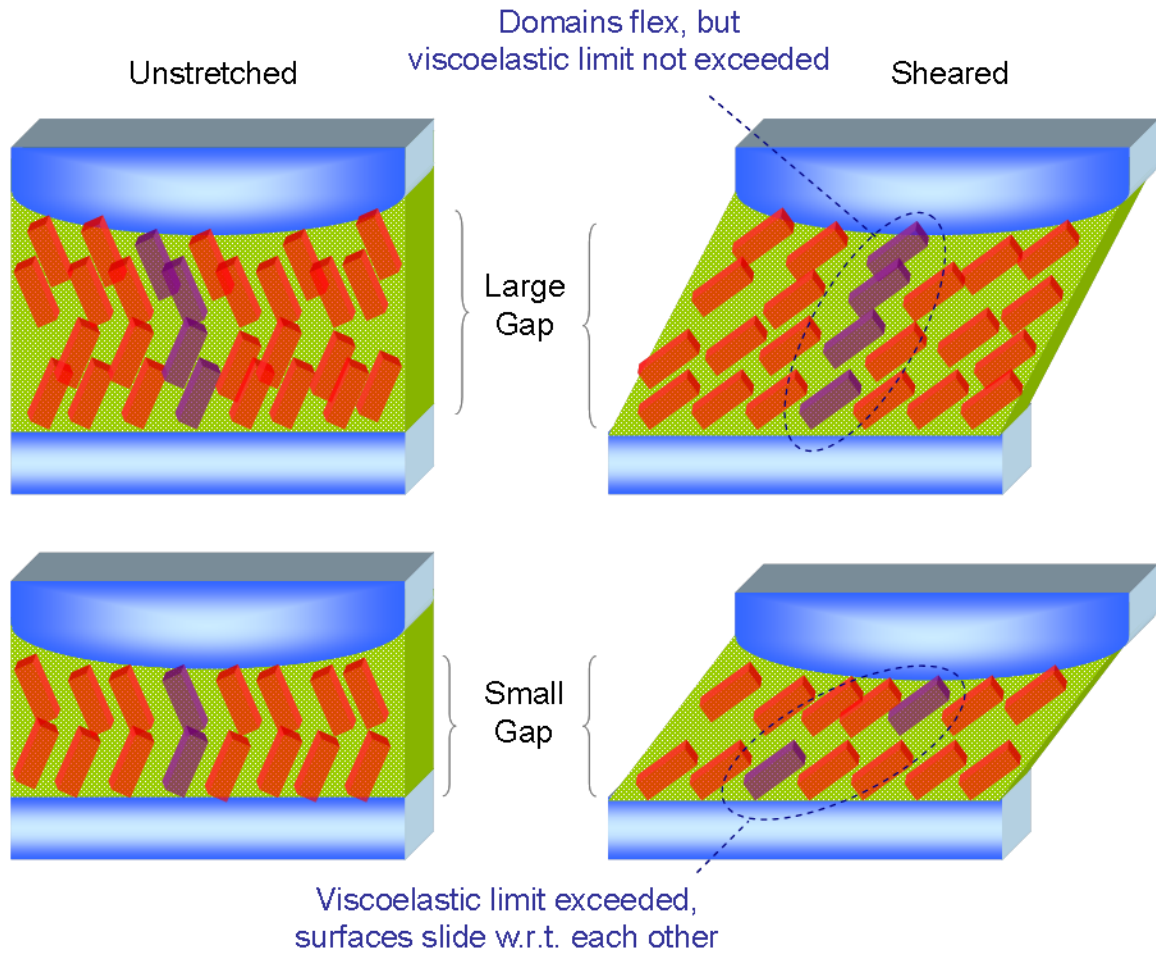 Domains flex, but
viscoelastic limit not exceeded
Unstretched
Sheared
Large
Gap
Small
Gap
Viscoelastic limit exceeded,
surfaces slide w.r.t. each other